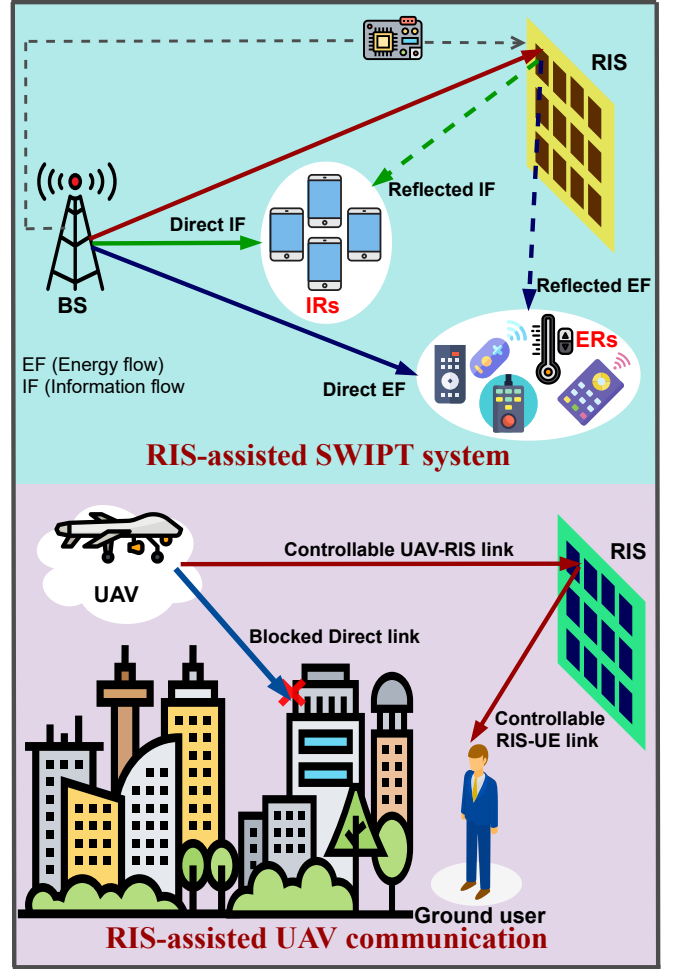 RIS
Reflected IF
Direct IF
BS
IRs
Reflected EF
ERs
EF (Energy flow)
IF (Information flow
Direct EF
RIS-assisted SWIPT system
Controllable UAV-RIS link
RIS
UAV
Blocked Direct link
Controllable
RIS-UE link
Ground user
RIS-assisted UAV communication